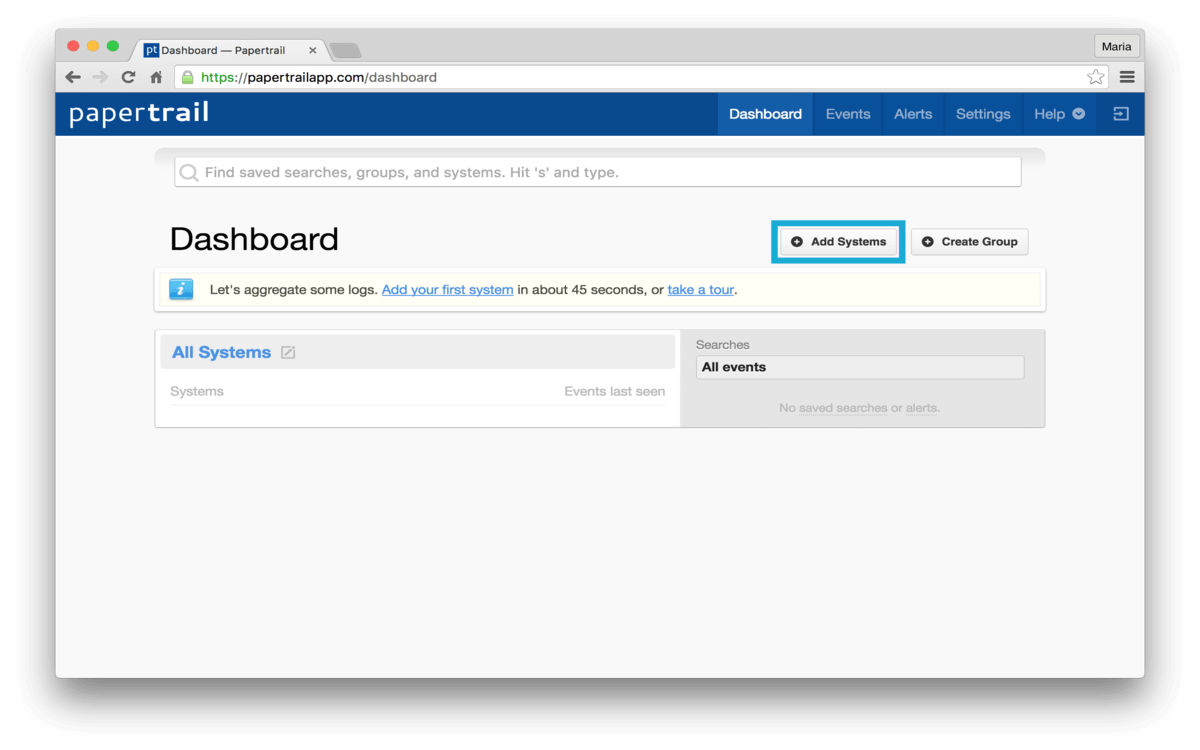 pt Dashboard — Papertrail
Maria
https://papertrailapp.com/dashboard
papertrail
Dashboard Events Alerts Settings Help
Find saved searches, groups, and systems. Hit 's' and type.
Dashboard
Add Systems Create Group
i Let's aggregate some logs. Add your first system in about 45 seconds, or take a tour.
All Systems
Systems Events last seen
Searches
All events
No saved searches or alerts.